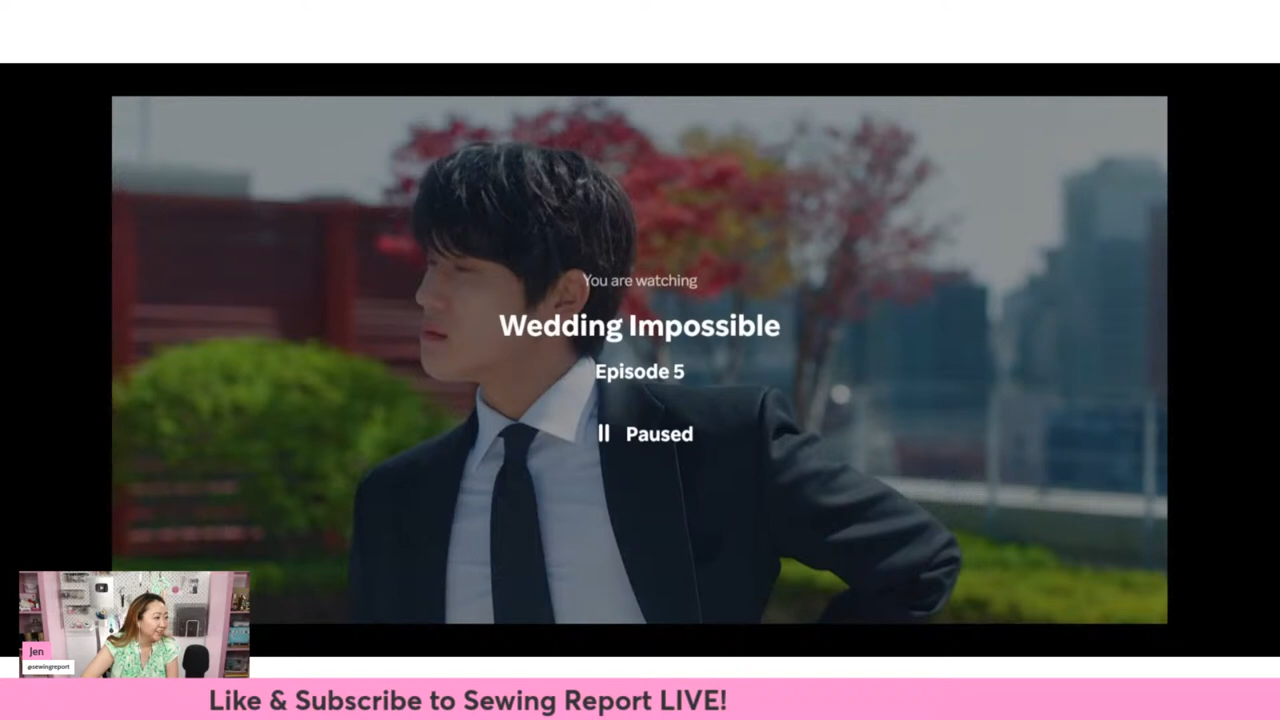 You are watching
Wedding Impossible
Episode 5
Paused
Jen
@sewingreport
Like & Subscribe to Sewing Report LIVE!